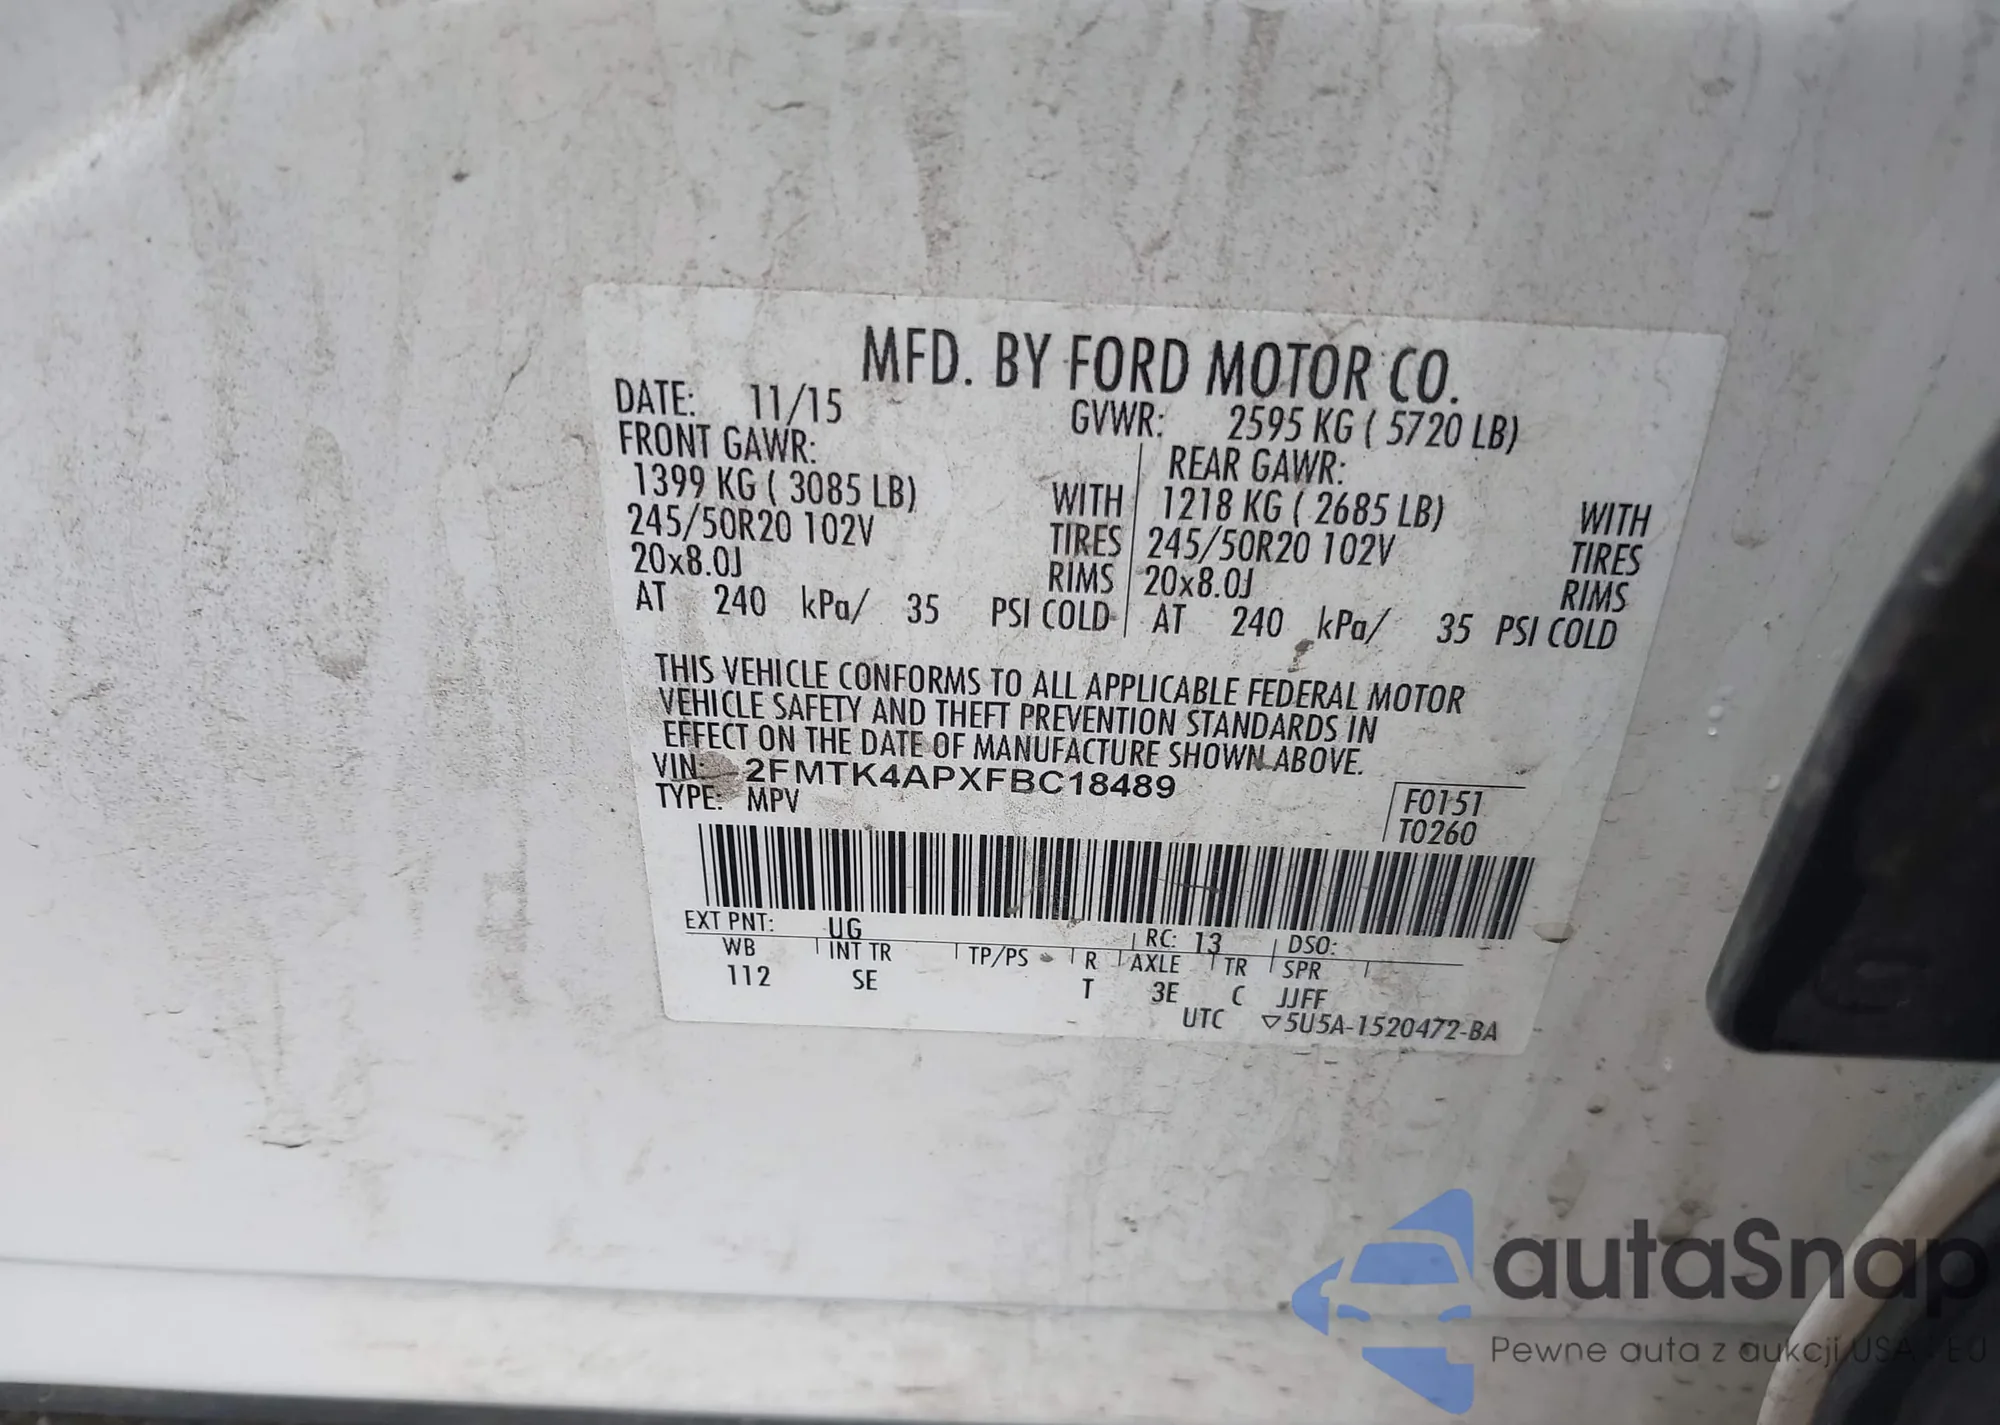 MFD. BY FORD MOTOR CO.
DATE: 11/15 GVWR: 2595 KG ( 5720 LB)
FRONT GAWR: REAR GAWR:
1399 KG ( 3085 LB) WITH 1218 KG ( 2685 LB) WITH
245/50R20 102V TIRES 245/50R20 102V TIRES
20x8.0J RIMS 20x8.0J RIMS
AT 240 kPa/ 35 PSI COLD AT 240 kPa/ 35 PSI COLD
THIS VEHICLE CONFORMS TO ALL APPLICABLE FEDERAL MOTOR
VEHICLE SAFETY AND THEFT PREVENTION STANDARDS IN
EFFECT ON THE DATE OF MANUFACTURE SHOWN ABOVE.
VIN: 2FMTK4APXFBC18489
TYPE: MPV
F0151
T0260
EXT PNT: UG RC: 13 DSO:
WB INT TR TP/PS R AXLE TR SPR
112 SE T 3E C JJFF
UTC ▽5U5A-1520472-BA
autaSnap
Pewne auta z aukcji USA - EU